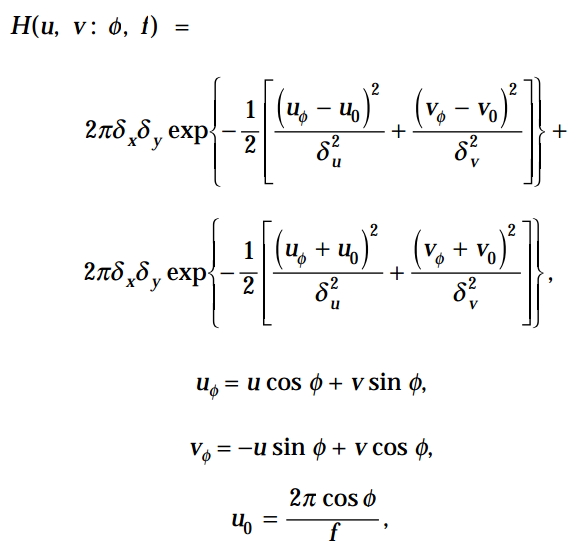 H(u, v : ϕ, f) =
2πδ_xδ_y exp{−1/2[(u_ϕ − u_0)^2/δ_u^2 + (v_ϕ − v_0)^2/δ_v^2]} +
2πδ_xδ_y exp{−1/2[(u_ϕ + u_0)^2/δ_u^2 + (v_ϕ + v_0)^2/δ_v^2]},
u_ϕ = u cos ϕ + v sin ϕ,
v_ϕ = −u sin ϕ + v cos ϕ,
u_0 = 2π cos ϕ/f,